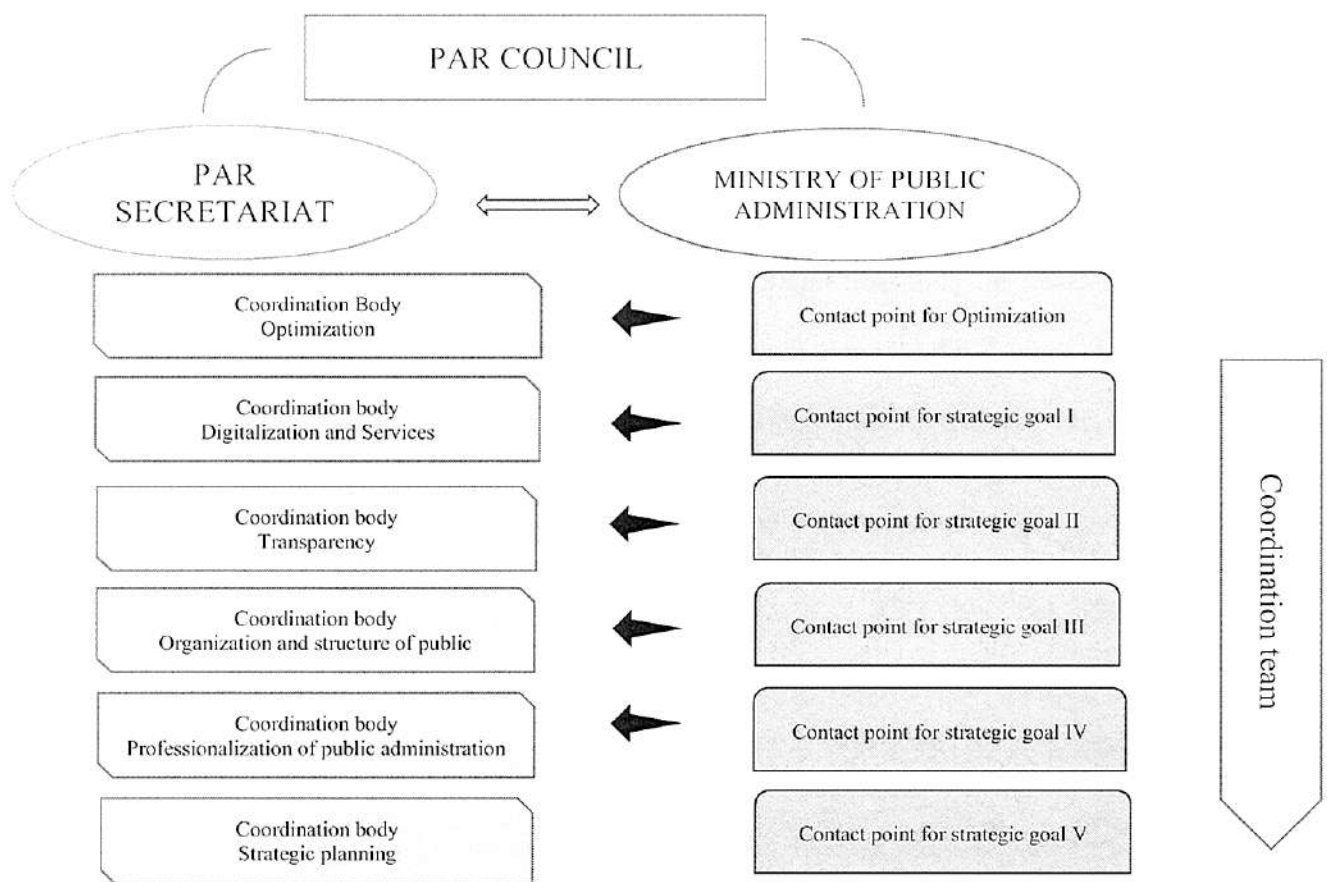 PAR COUNCIL
PAR
SECRETARIAT
MINISTRY OF PUBLIC
ADMINISTRATION
Coordination Body
Optimization
Contact point for Optimization
Coordination body
Digitalization and Services
Contact point for strategic goal I
Coordination body
Transparency
Contact point for strategic goal II
Coordination body
Organization and structure of public
Contact point for strategic goal III
Coordination body
Professionalization of public administration
Contact point for strategic goal IV
Coordination body
Strategic planning
Contact point for strategic goal V
Coordination team